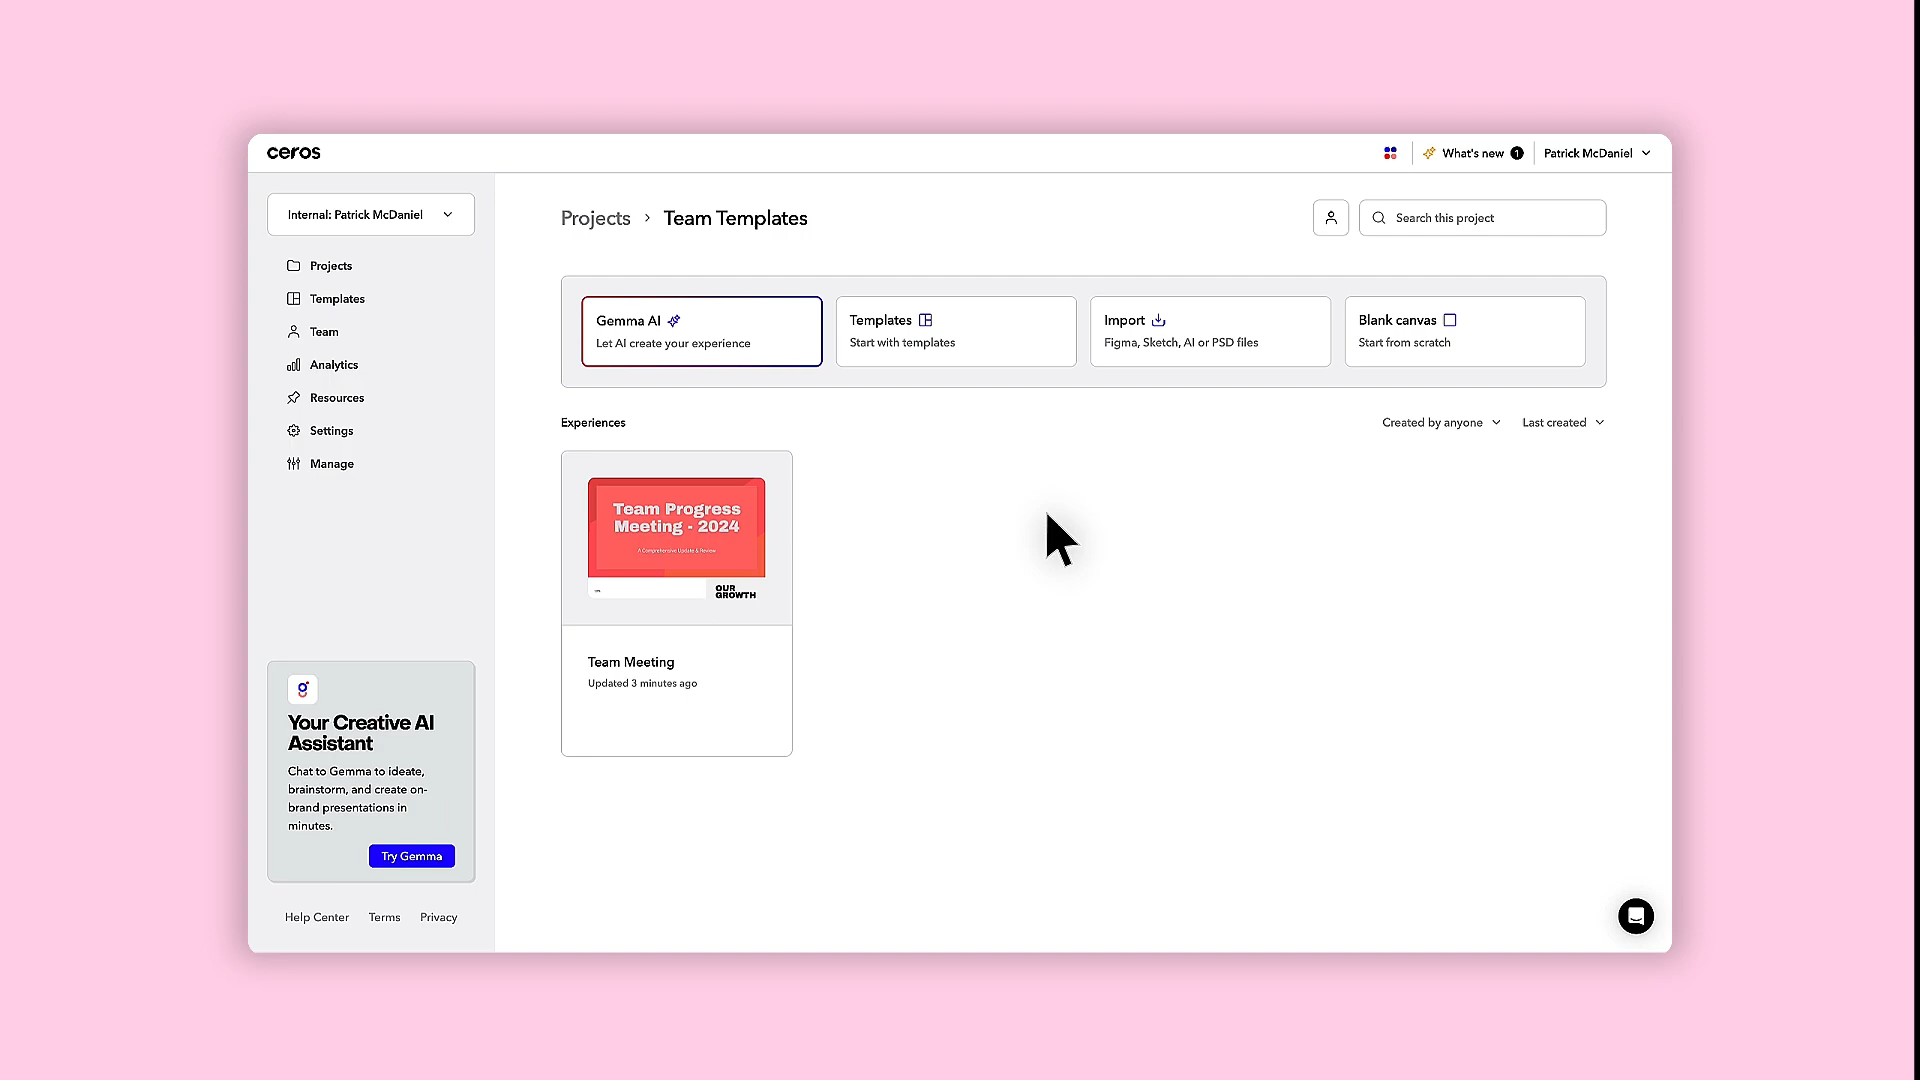 ceros
What's new 1
Patrick McDaniel
Internal: Patrick McDaniel
Projects
Templates
Team
Analytics
Resources
Settings
Manage
Your Creative AI
Assistant
Chat to Gemma to ideate,
brainstorm, and create on-
brand presentations in
minutes.
Try Gemma
Help Center Terms Privacy
Projects > Team Templates
Search this project
Gemma AI
Let AI create your experience
Templates
Start with templates
Import
Figma, Sketch, AI or PSD files
Blank canvas
Start from scratch
Experiences
Created by anyone
Last created
Team Progress
Meeting - 2024
A Comprehensive Update & Review
OUR
GROWTH
Team Meeting
Updated 3 minutes ago